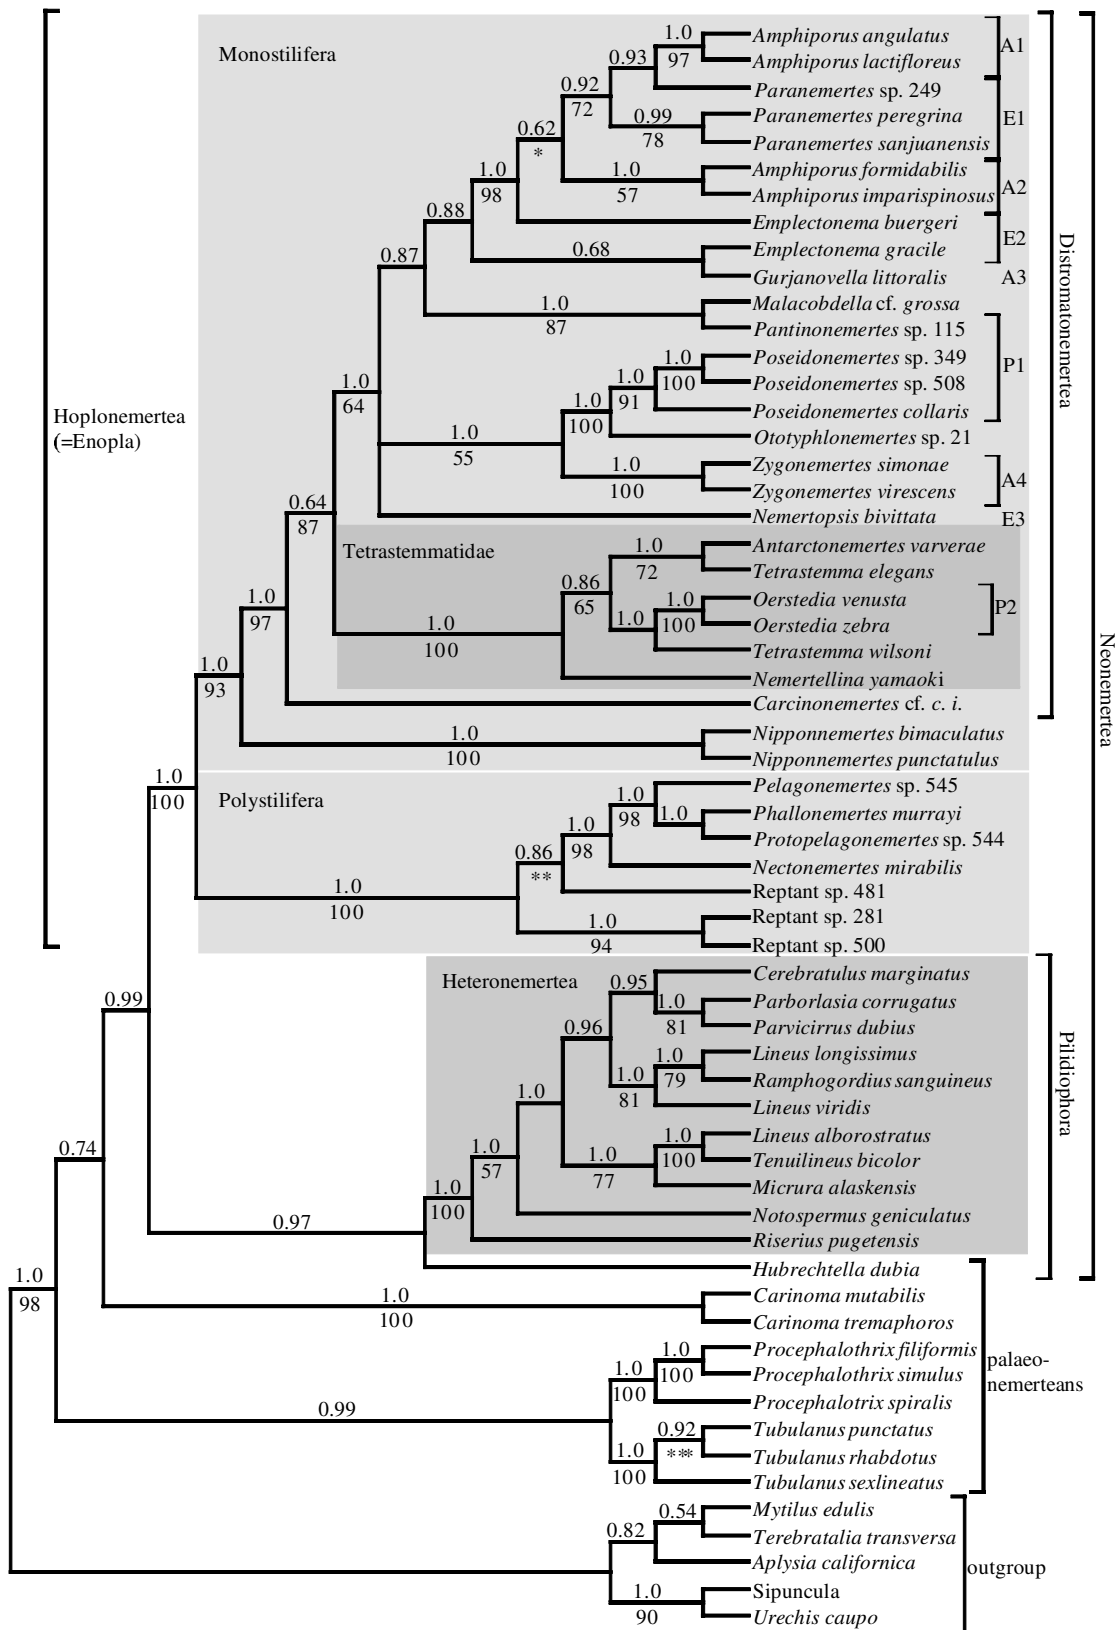 Monostilifera
1.0
Amphiporus angulatus
A1
0.93
97
Amphiporus lactifloreus
0.92
Paranemertes sp. 249
72
0.99
Paranemertes peregrina
E1
0.62
78
Paranemertes sanjuanensis
*
1.0
1.0
Amphiporus formidabilis
98
57
Amphiporus imparispinosus
A2
0.88
Emplectonema buergeri
E2
0.87
0.68
Emplectonema gracile
Gurjanovella littoralis
A3
1.0
Malacobdella cf. grossa
87
Pantinonemertes sp. 115
1.0
Poseidonemertes sp. 349
P1
1.0
100
Poseidonemertes sp. 508
1.0
1.0
91
Poseidonemertes collaris
64
100
1.0
Ototyphlonemertes sp. 21
55
1.0
Zygonemertes simonae
A4
100
Zygonemertes virescens
0.64
Nemertopsis bivittata
E3
87
Tetrastemmatidae
1.0
Antarctonemertes varverae
0.86
72
Tetrastemma elegans
65
1.0
1.0
Oerstedia venusta
P2
1.0
1.0
100
Oerstedia zebra
97
100
Tetrastemma wilsoni
1.0
Nemertellina yamaoki
93
Carcinonemertes cf. c. i.
1.0
Nipponnemertes bimaculatus
100
Nipponnemertes punctatulus
Distromatonemertea
Neonemertea
Hoplonemertea
(=Enopla)
1.0
100
Polystilifera
Pelagonemertes sp. 545
1.0
1.0
Phallonemertes murrayi
1.0
98
Protopelagonemertes sp. 544
0.86
98
Nectonemertes mirabilis
**
1.0
Reptant sp. 481
100
1.0
Reptant sp. 281
94
Reptant sp. 500
Heteronemertea
0.95
Cerebratulus marginatus
0.99
1.0
Parborlasia corrugatus
0.96
81
Parvicirrus dubius
1.0
Lineus longissimus
1.0
79
Ramphogordius sanguineus
1.0
81
Lineus viridis
1.0
1.0
Lineus alborostratus
0.74
57
1.0
100
Tenuilineus bicolor
77
Micrura alaskensis
1.0
100
Notospermus geniculatus
0.97
Riserius pugetensis
Pilidiophora
Hubrechtella dubia
1.0
98
1.0
Carinoma mutabilis
100
Carinoma tremaphoros
1.0
Procephalothrix filiformis
1.0
100
Procephalothrix simulus
100
Procephalotrix spiralis
palaeo-
nemerteans
0.99
0.92
Tubulanus punctatus
1.0
***
Tubulanus rhabdotus
100
Tubulanus sexlineatus
0.54
Mytilus edulis
0.82
Terebratalia transversa
Aplysia californica
outgroup
1.0
Sipuncula
90
Urechis caupo